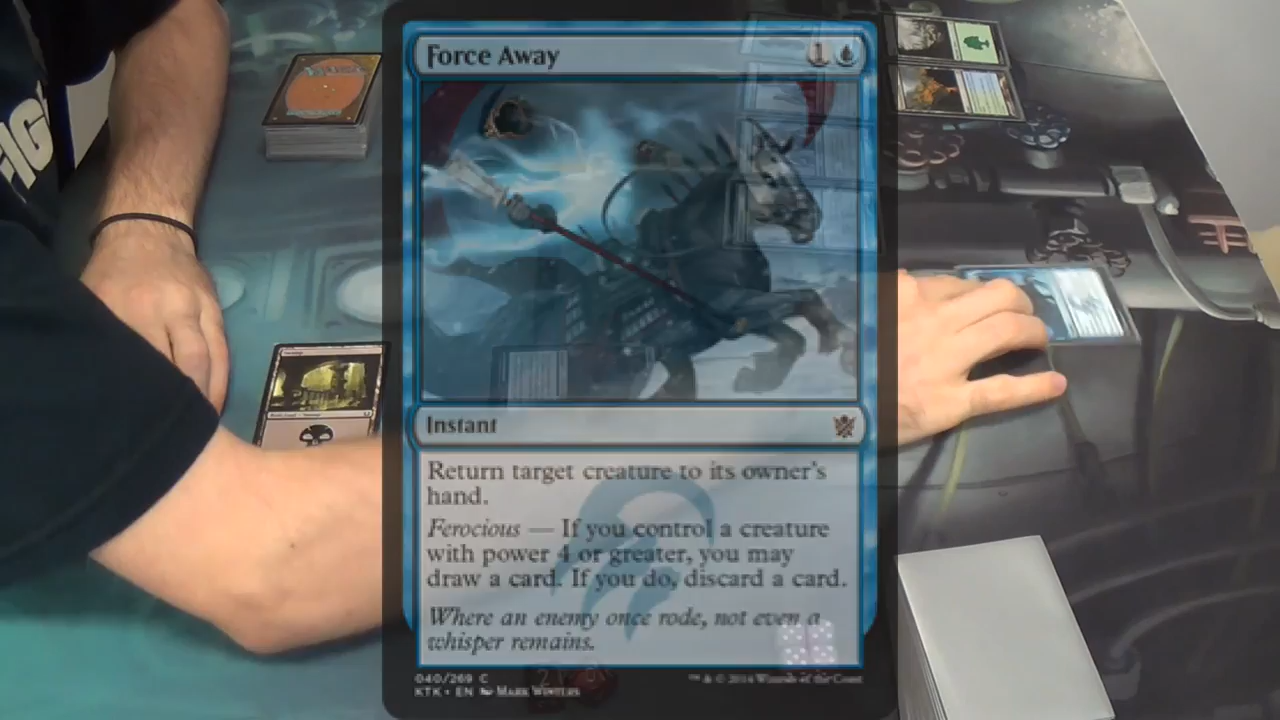 Force Away
1
Instant
Return target creature to its owner's
hand.
Ferocious — If you control a creature
with power 4 or greater, you may
draw a card. If you do, discard a card.
Where an enemy once rode, not even a
whisper remains.
040/269 C
KTK • EN Mark Winters
™ & © 2014 Wizards of the Coast
Swamp